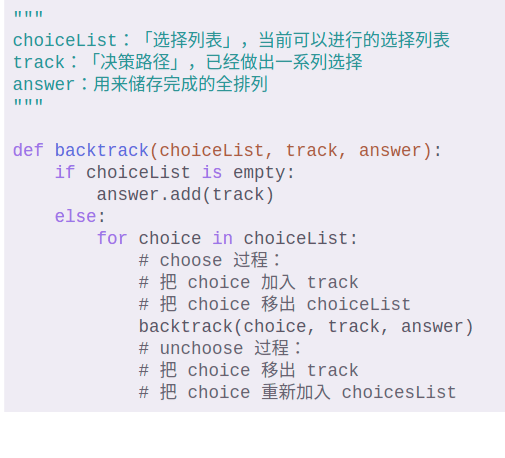 """
choiceList：「选择列表」，当前可以进行的选择列表
track：「决策路径」，已经做出一系列选择
answer：用来储存完成的全排列
"""

def backtrack(choiceList, track, answer):
    if choiceList is empty:
        answer.add(track)
    else:
        for choice in choiceList:
            # choose 过程：
            # 把 choice 加入 track
            # 把 choice 移出 choiceList
            backtrack(choice, track, answer)
            # unchoose 过程：
            # 把 choice 移出 track
            # 把 choice 重新加入 choicesList